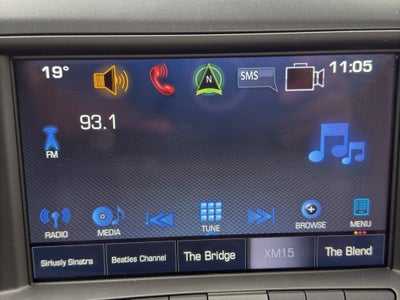 19°
N
SMS
11:05
93.1
FM
RADIO
MEDIA
TUNE
BROWSE
MENU
Siriusly Sinatra
Beatles Channel
The Bridge
XM15
The Blend